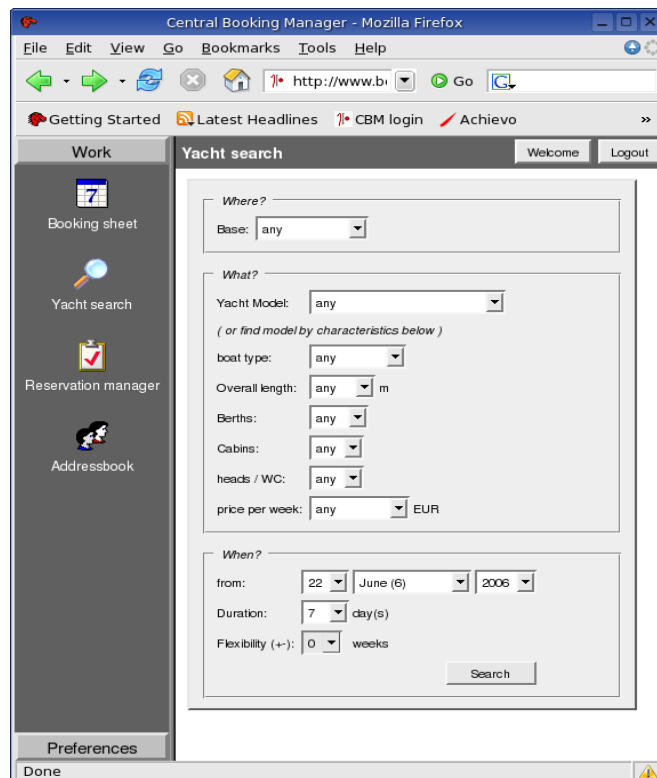 Central Booking Manager - Mozilla Firefox
File Edit View Go Bookmarks Tools Help
http://www.b Go G
Getting Started Latest Headlines CBM login Achievo »
Work
Yacht search Welcome Logout
7
Booking sheet
Yacht search
Reservation manager
Addressbook
Preferences
Where?
Base: any
What?
Yacht Model: any
( or find model by characteristics below )
boat type: any
Overall length: any m
Berths: any
Cabins: any
heads / WC: any
price per week: any EUR
When?
from: 22 June (6) 2006
Duration: 7 day(s)
Flexibility (+-): 0 weeks
Search
Done